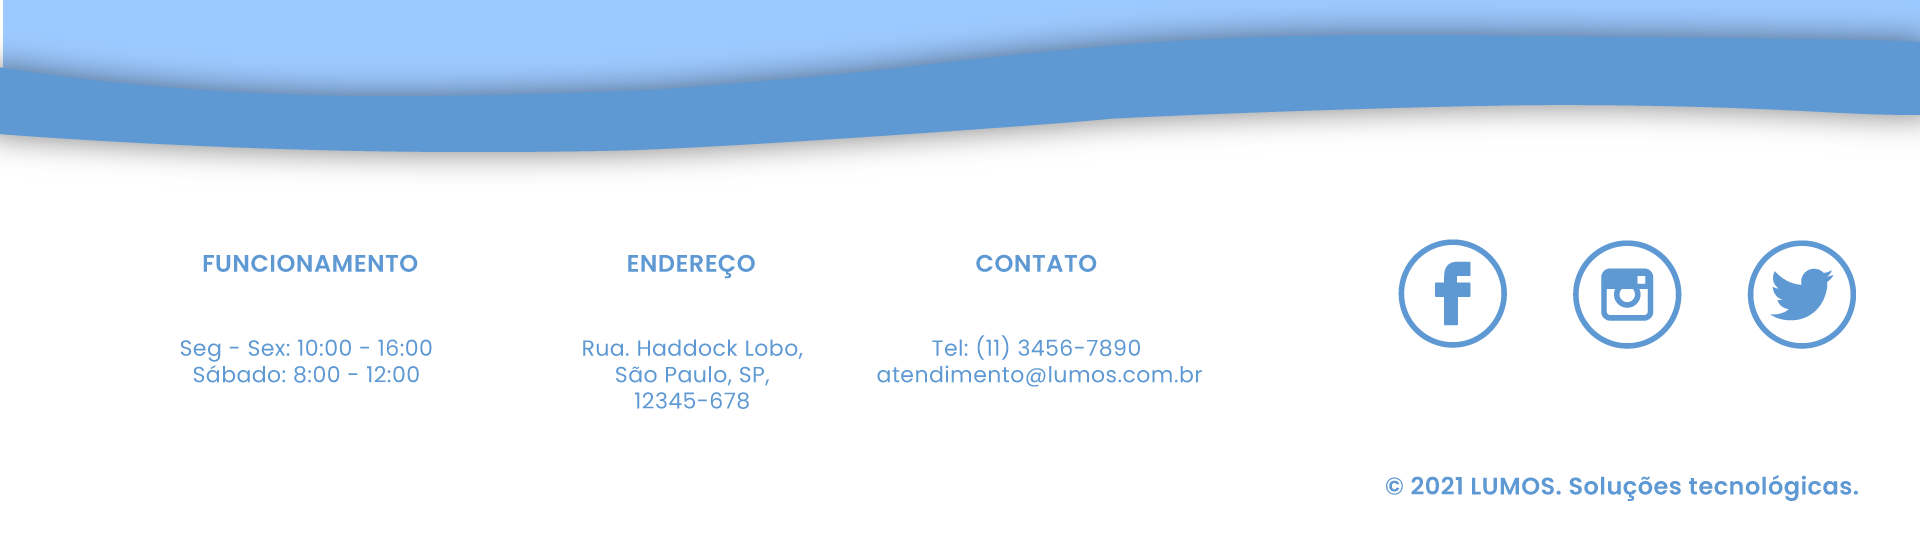 FUNCIONAMENTO
Seg - Sex: 10:00 - 16:00
Sábado: 8:00 - 12:00
ENDEREÇO
Rua. Haddock Lobo,
São Paulo, SP,
12345-678
CONTATO
Tel: (11) 3456-7890
atendimento@lumos.com.br
© 2021 LUMOS. Soluções tecnológicas.